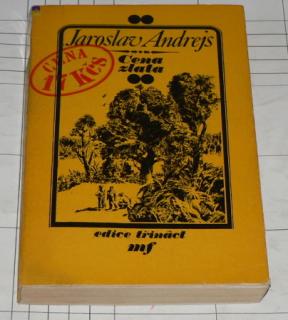 Jaroslav Andrejs
CENA
17 Kčs
Cena
zlata
edice třináct
mf